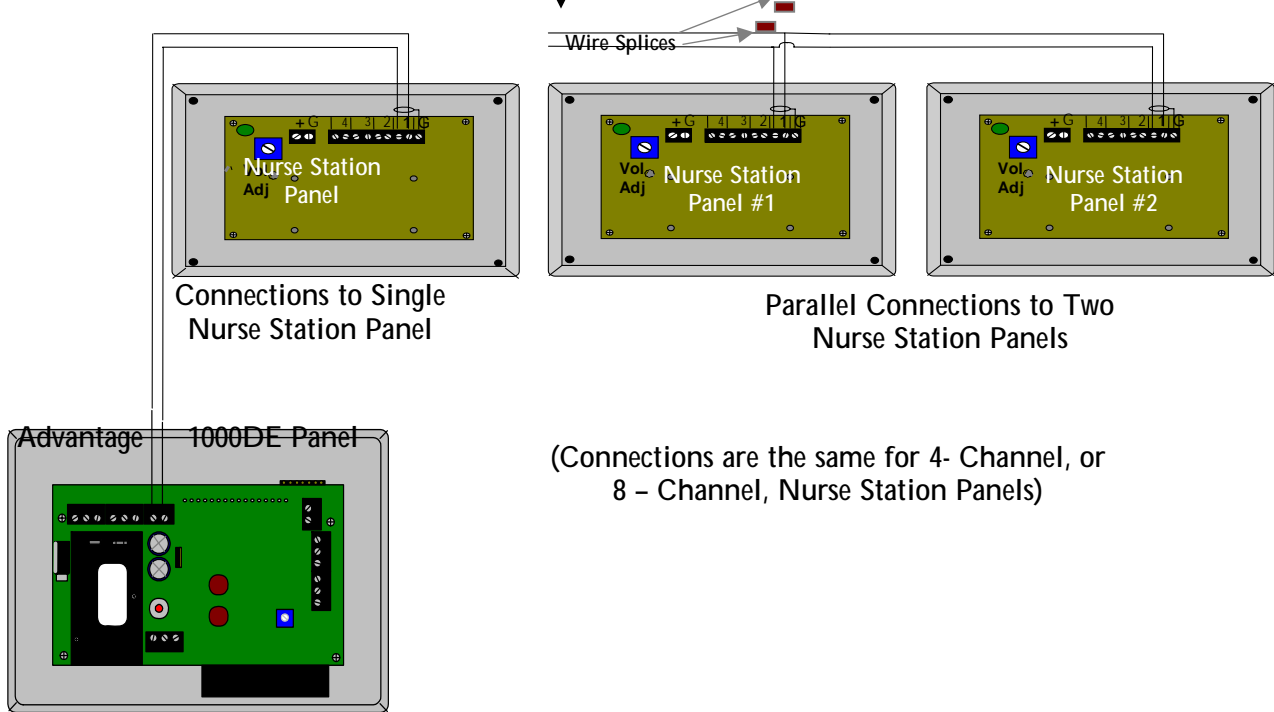 Wire Splices
+ G 4 3 2 1 G
Vol
Adj
Nurse Station
Panel
+ G 4 3 2 1 G
Vol
Adj
Nurse Station
Panel #1
+ G 4 3 2 1 G
Vol
Adj
Nurse Station
Panel #2
Connections to Single
Nurse Station Panel
Parallel Connections to Two
Nurse Station Panels
Advantage 1000DE Panel
(Connections are the same for 4- Channel, or
8 – Channel, Nurse Station Panels)